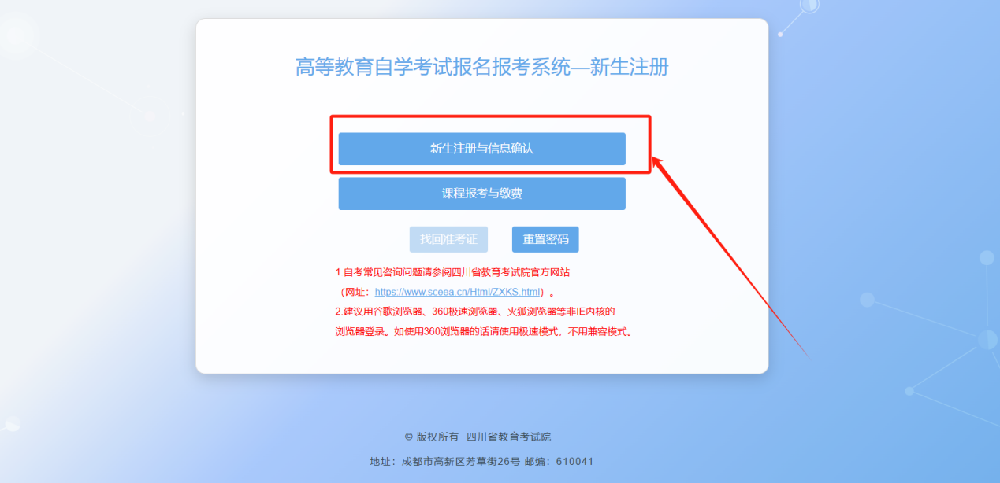 高等教育自学考试报名报考系统—新生注册
新生注册与信息确认
课程报考与缴费
找回准考证
重置密码
1.自考常见咨询问题请参阅四川省教育考试院官方网站
（网址：https://www.sceea.cn/Html/ZXKS.html）。
2.建议用谷歌浏览器、360极速浏览器、火狐浏览器等非IE内核的
浏览器登录。如使用360浏览器的话请使用极速模式，不用兼容模式。
© 版权所有 四川省教育考试院
地址：成都市高新区芳草街26号 邮编：610041